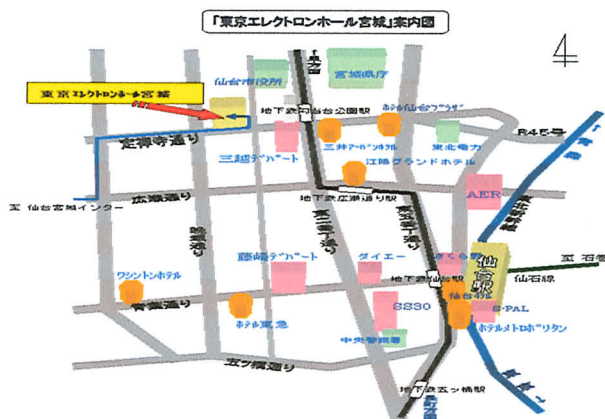 「東京エレクトロンホール宮城」案内図
4
仙台市役所
宮城県庁
東京エレクトロンホール宮城
ホテル仙台プラザ
地下鉄勾当台公園駅
定禅寺通り
三越デパート
三井アーバンホテル
東北電力
R45号
江陽グランドホテル
広瀬通り
至 仙台宮城インター
地下鉄広瀬通り駅
AER
藤崎デパート
ダイエー
さくら野
地下鉄仙台駅
仙台駅
至 石巻
仙石線
ワシントンホテル
青葉通り
ホテル東急
SS30
仙台ホテル
S-PAL
ホテルメトロポリタン
中央警察署
五ツ橋通り
地下鉄五ツ橋駅